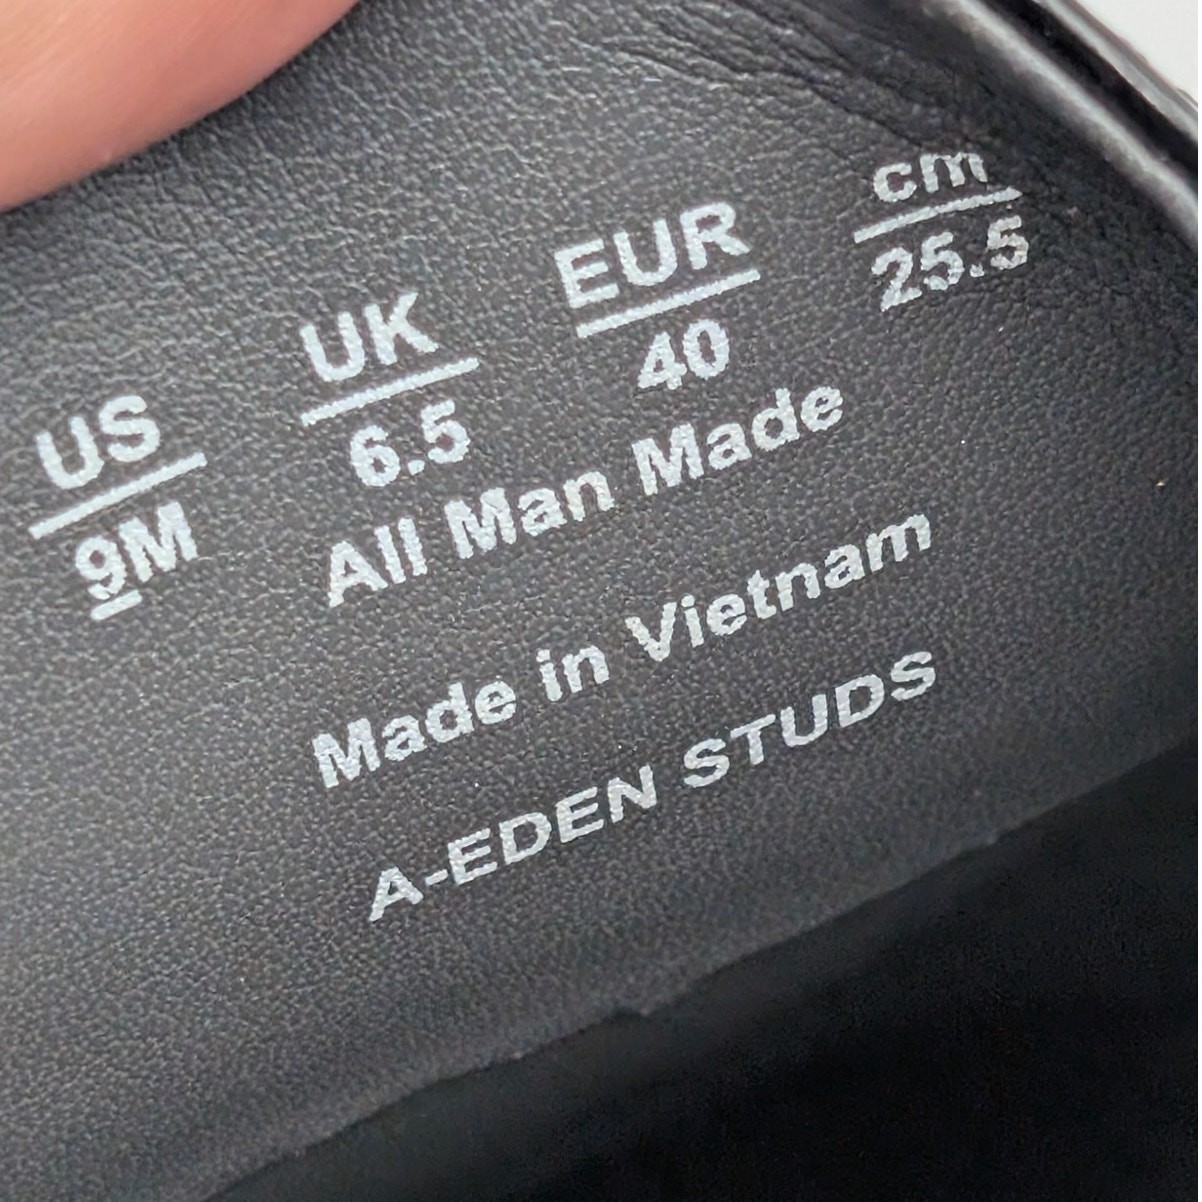 US UK EUR cm
9M 6.5 40 25.5
All Man Made
Made in Vietnam
A-EDEN STUDS